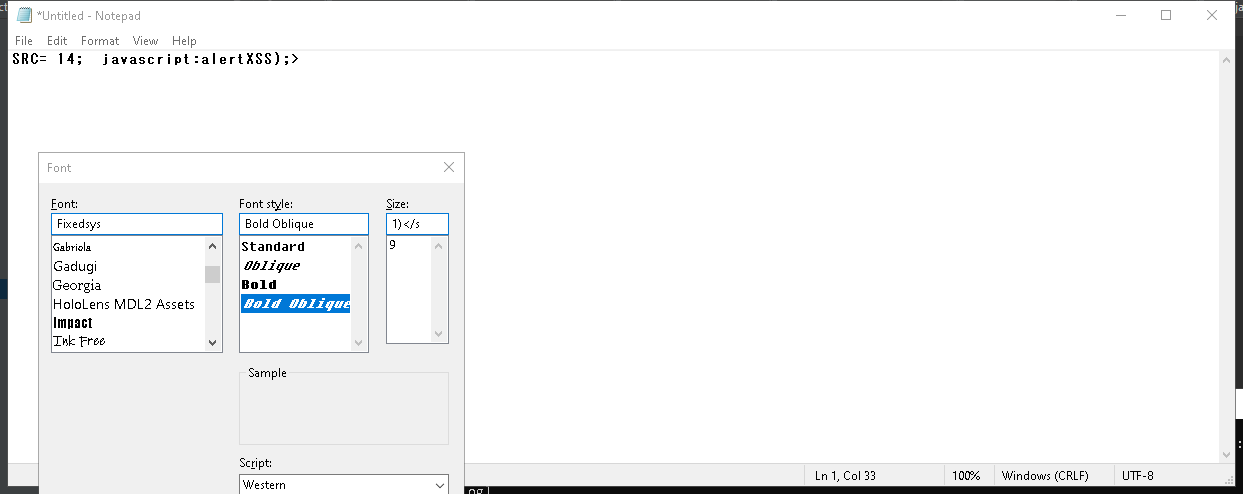 *Untitled - Notepad
File Edit Format View Help
SRC= 14;  javascript:alertXSS);>
Font
Font: Font style: Size:
Fixedsys Bold Oblique 1)</s
Gabriola Standard 9
Gadugi Oblique
Georgia Bold
HoloLens MDL2 Assets Bold Oblique
Impact
Ink Free
Sample
Script:
Western
Ln 1, Col 33 100% Windows (CRLF) UTF-8